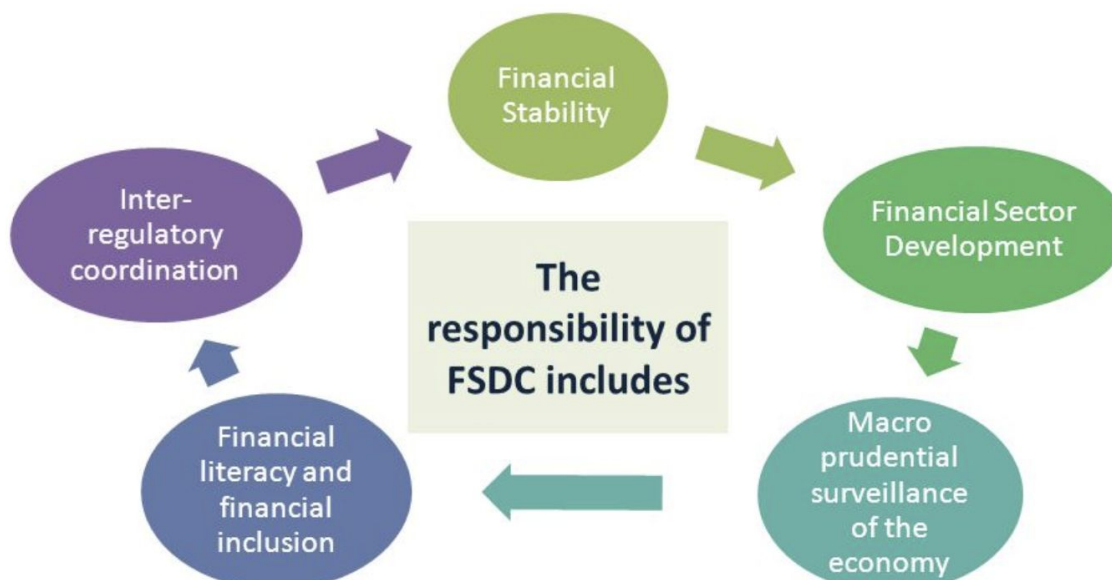 Financial
Stability
Financial Sector
Development
Macro
prudential
surveillance
of the
economy
Financial
literacy and
financial
inclusion
Inter-
regulatory
coordination
The
responsibility of
FSDC includes